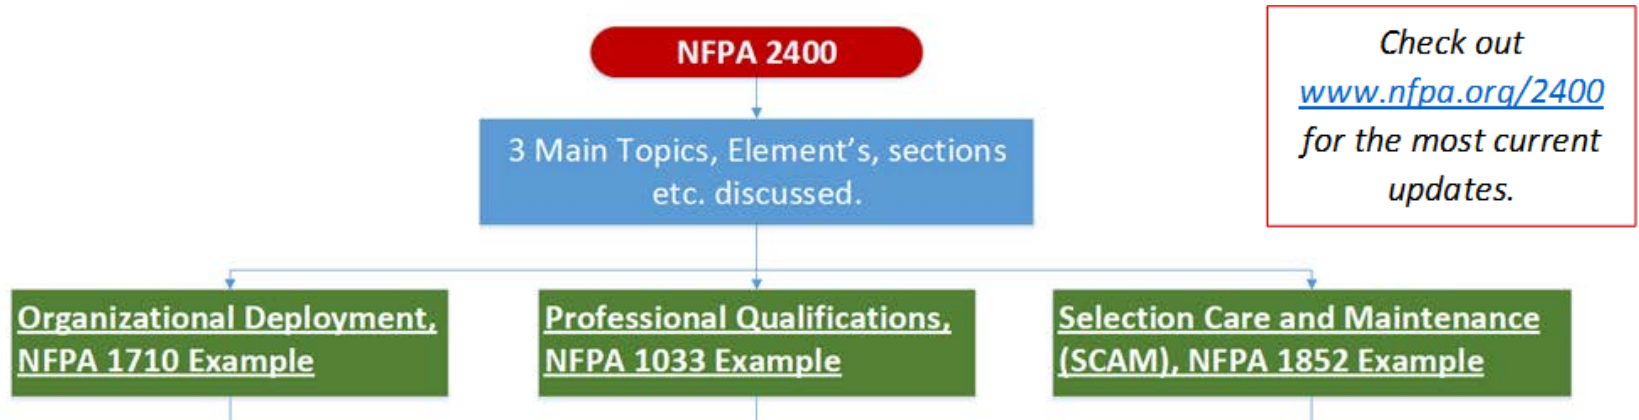 NFPA 2400
Check out
www.nfpa.org/2400
for the most current
updates.
3 Main Topics, Element's, sections
etc. discussed.
Organizational Deployment,
NFPA 1710 Example
Professional Qualifications,
NFPA 1033 Example
Selection Care and Maintenance
(SCAM), NFPA 1852 Example